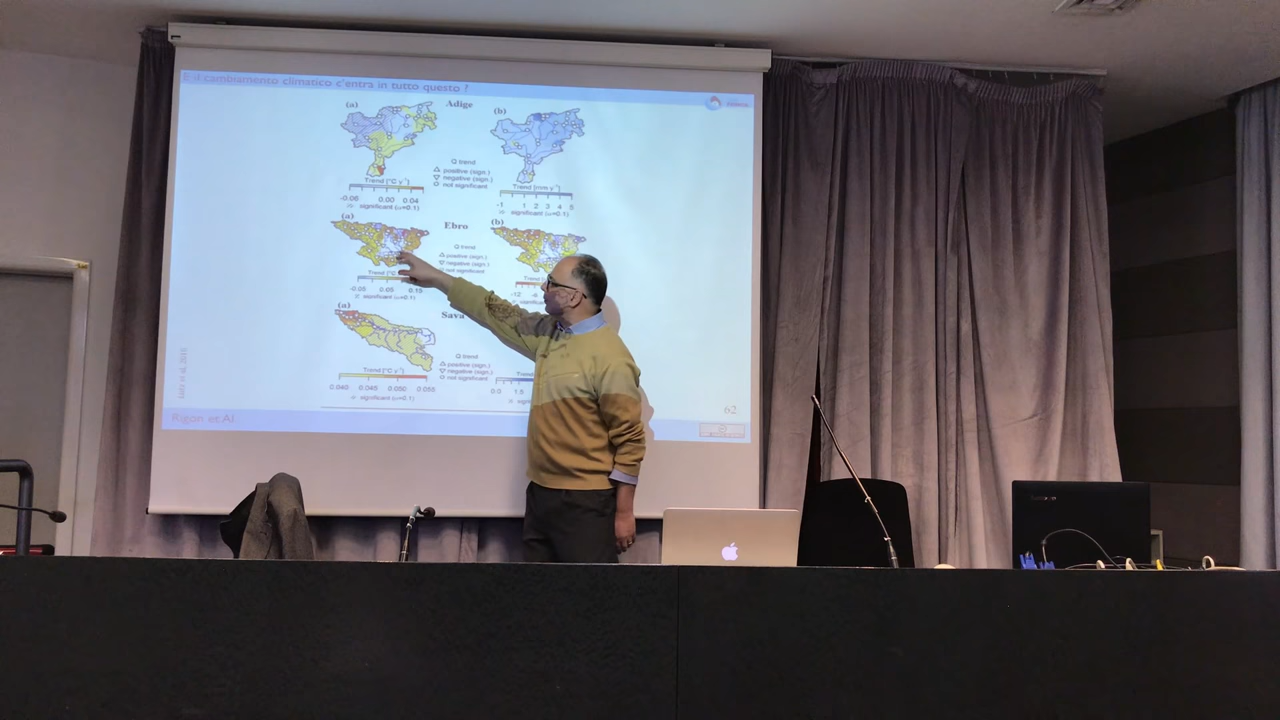 E il cambiamento climatico c'entra in tutto questo ?
(a)
Adige
(b)
Q trend
positive (sign.)
negative (sign.)
not significant
Trend [°C y⁻¹]
-0.06 0.00 0.04
significant (α=0.1)
Trend [mm y⁻¹]
-1 1 2 3 4 5
significant (α=0.1)
(a)
Ebro
(b)
Q trend
positive (sign.)
negative (sign.)
not significant
-0.05 0.05 0.15
significant (α=0.1)
-12
(a)
Sava
Q trend
positive (sign.)
negative (sign.)
not significant
Trend [°C y⁻¹]
0.040 0.045 0.050 0.055
significant (α=0.1)
Trend
0.0 1.5
et al, 2016
62
Rigon et Al.